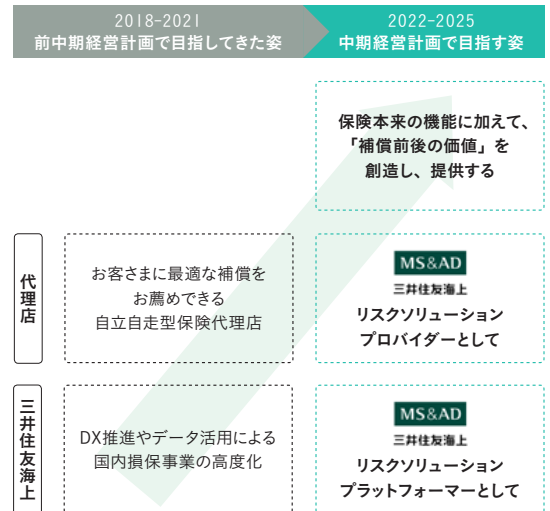 2018-2021
前中期経営計画で目指してきた姿
2022-2025
中期経営計画で目指す姿
保険本来の機能に加えて、
「補償前後の価値」を
創造し、提供する
代理店
お客さまに最適な補償を
お薦めできる
自立自走型保険代理店
MS&AD
三井住友海上
リスクソリューション
プロバイダーとして
三井住友海上
DX推進やデータ活用による
国内損保事業の高度化
MS&AD
三井住友海上
リスクソリューション
プラットフォーマーとして